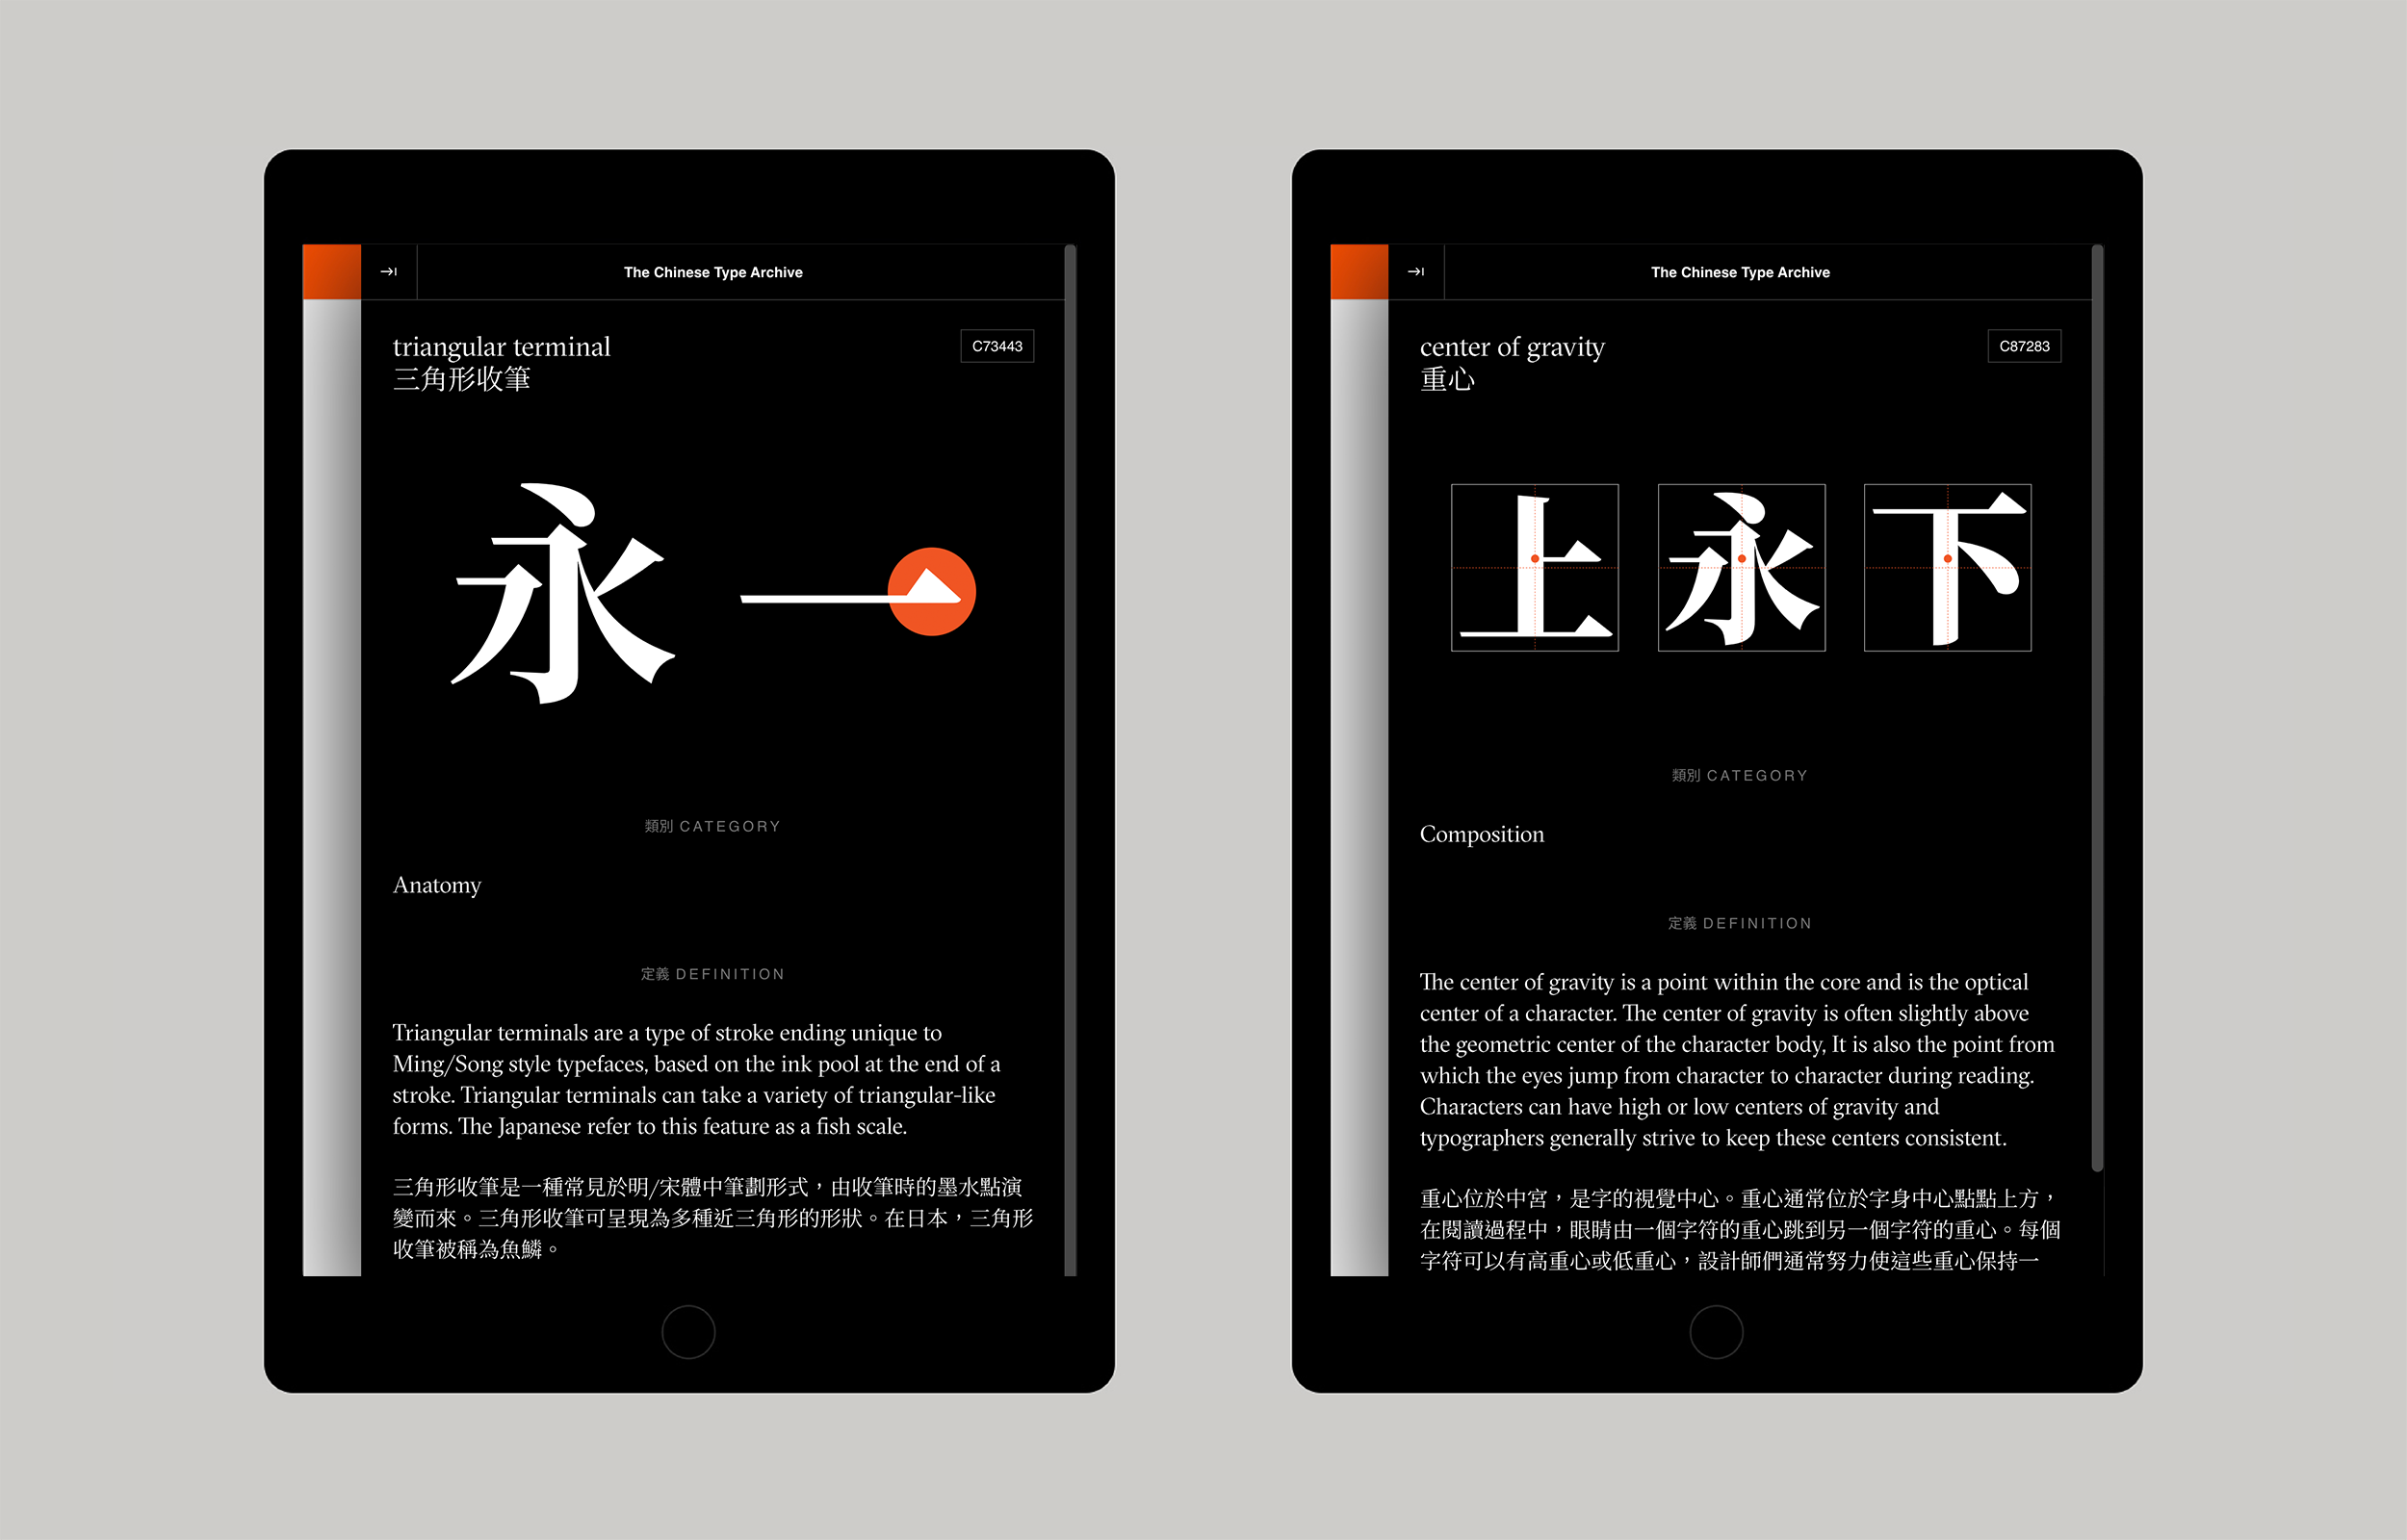 The Chinese Type Archive
triangular terminal
三角形收筆
C73443
永 一
類別 CATEGORY
Anatomy
定義 DEFINITION
Triangular terminals are a type of stroke ending unique to
Ming/Song style typefaces, based on the ink pool at the end of a
stroke. Triangular terminals can take a variety of triangular-like
forms. The Japanese refer to this feature as a fish scale.
三角形收筆是一種常見於明/宋體中筆劃形式，由收筆時的墨水點演
變而來。三角形收筆可呈現為多種近三角形的形狀。在日本，三角形
收筆被稱為魚鱗。
The Chinese Type Archive
center of gravity
重心
C87283
上 永 下
類別 CATEGORY
Composition
定義 DEFINITION
The center of gravity is a point within the core and is the optical
center of a character. The center of gravity is often slightly above
the geometric center of the character body, It is also the point from
which the eyes jump from character to character during reading.
Characters can have high or low centers of gravity and
typographers generally strive to keep these centers consistent.
重心位於中宮，是字的視覺中心。重心通常位於字身中心點點上方，
在閱讀過程中，眼睛由一個字符的重心跳到另一個字符的重心。每個
字符可以有高重心或低重心，設計師們通常努力使這些重心保持一